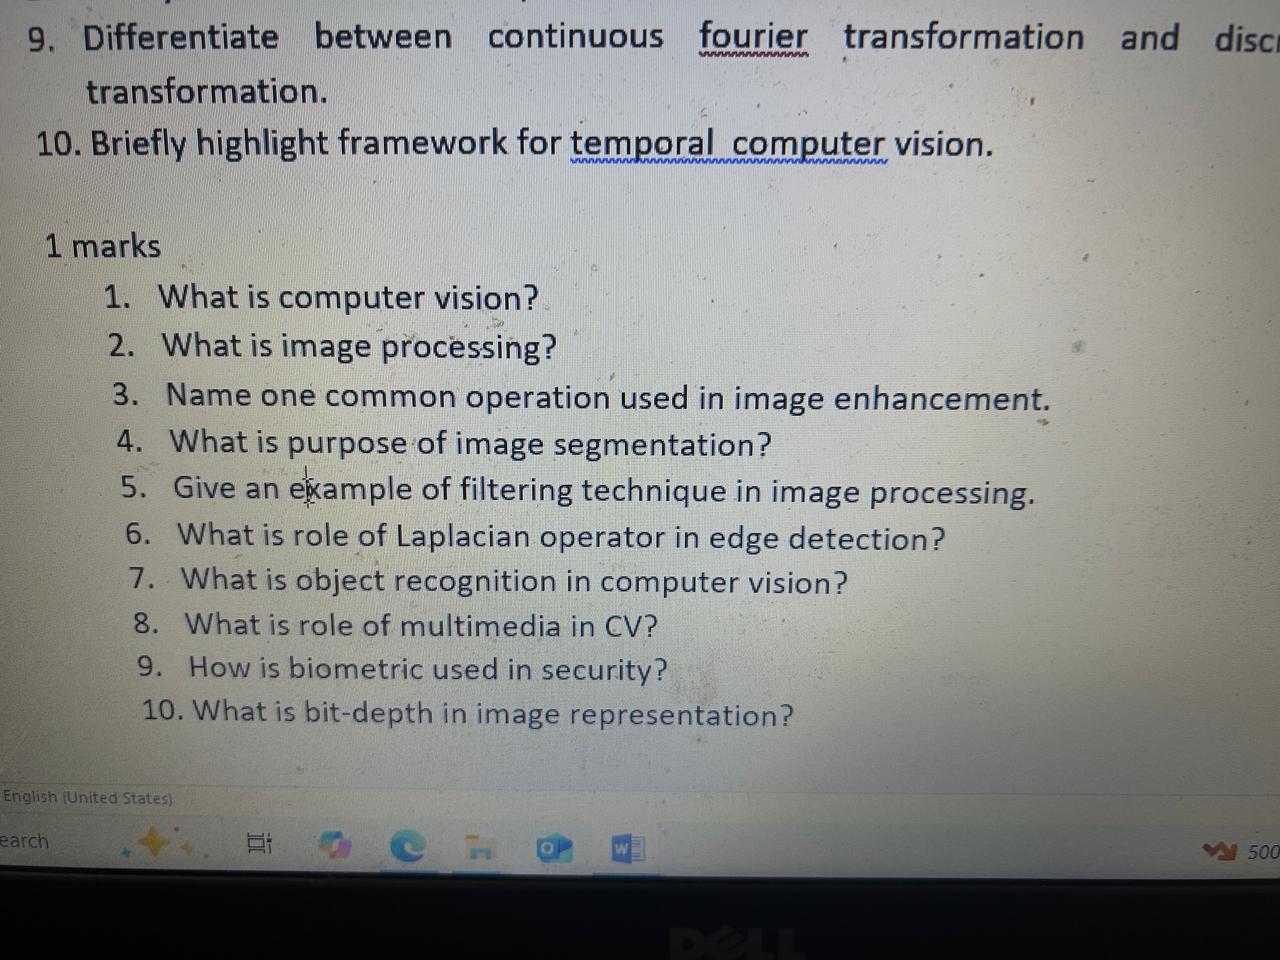 9. Differentiate between continuous fourier transformation and
transformation.
10. Briefly highlight framework for temporal computer vision.
1 marks
1. What is computer vision?
2. What is image processing?
3. Name one common operation used in image enhancement.
4. What is purpose of image segmentation?
5. Give an example of filtering technique in image processing.
6. What is role of Laplacian operator in edge detection?
7. What is object recognition in computer vision?
8. What is role of multimedia in CV?
9. How is biometric used in security?
10. What is bit-depth in image representation?
English (United States)
earch
500
DELL